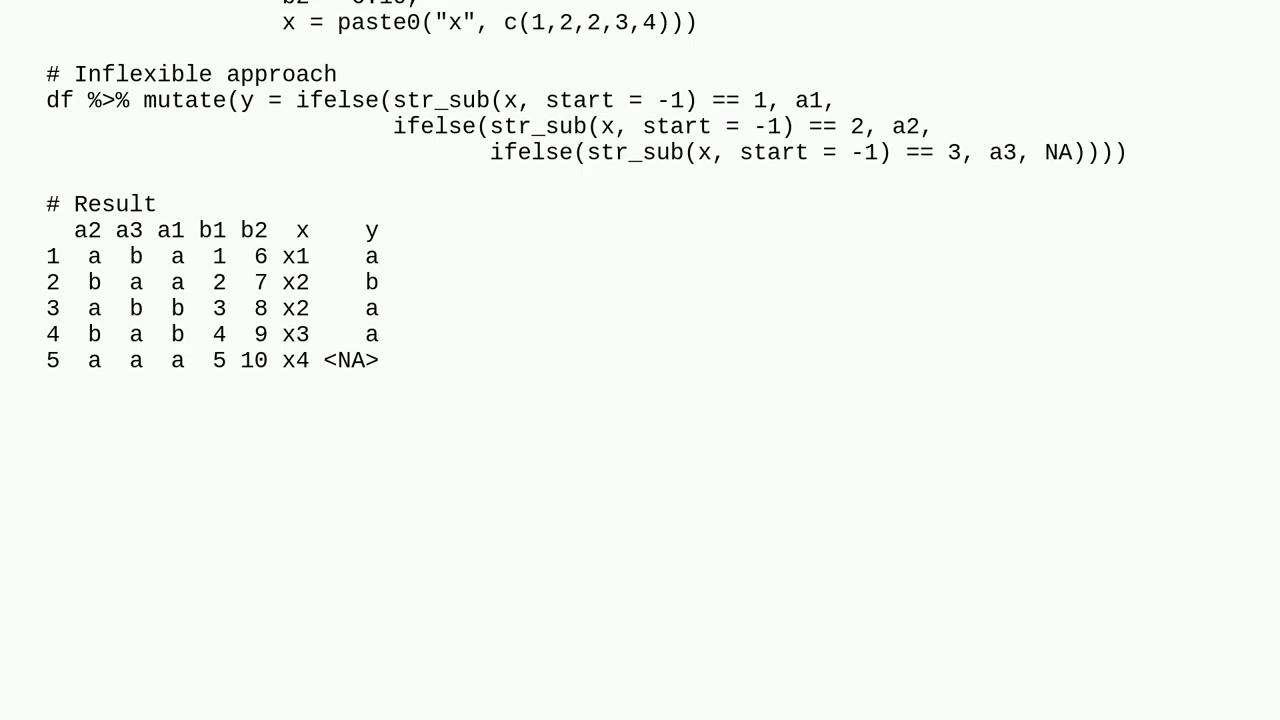 x = paste0("x", c(1,2,2,3,4)))
# Inflexible approach
df %>% mutate(y = ifelse(str_sub(x, start = -1) == 1, a1,
ifelse(str_sub(x, start = -1) == 2, a2,
ifelse(str_sub(x, start = -1) == 3, a3, NA))))
# Result
a2 a3 a1 b1 b2 x y
1 a b a 1 6 x1 a
2 b a a 2 7 x2 b
3 a b b 3 8 x2 a
4 b a b 4 9 x3 a
5 a a a 5 10 x4 <NA>